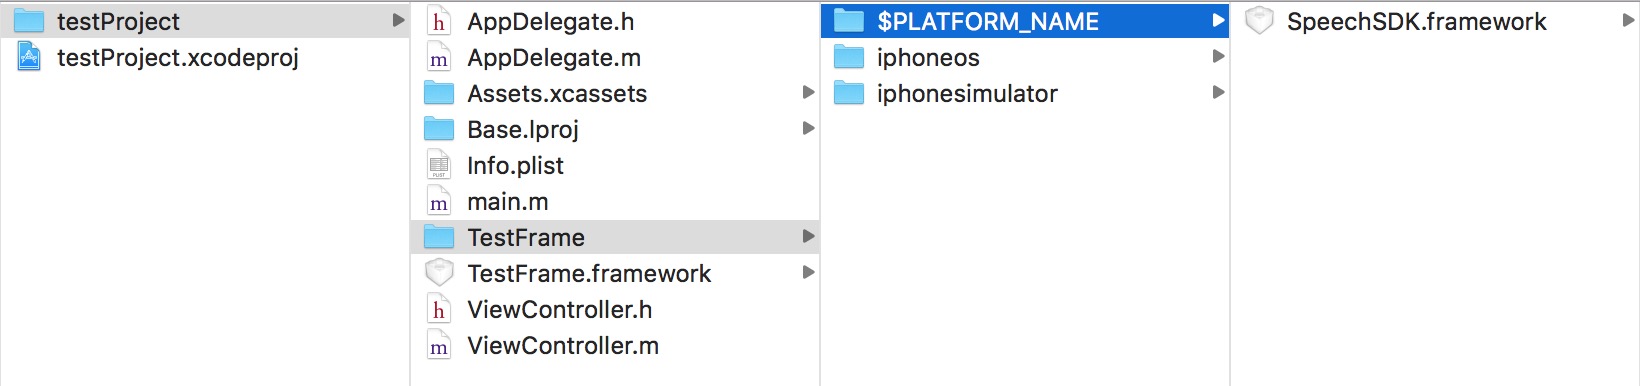 testProject
testProject.xcodeproj
h AppDelegate.h
m AppDelegate.m
Assets.xcassets
Base.lproj
PLIST Info.plist
m main.m
TestFrame
TestFrame.framework
h ViewController.h
m ViewController.m
$PLATFORM_NAME
iphoneos
iphonesimulator
SpeechSDK.framework